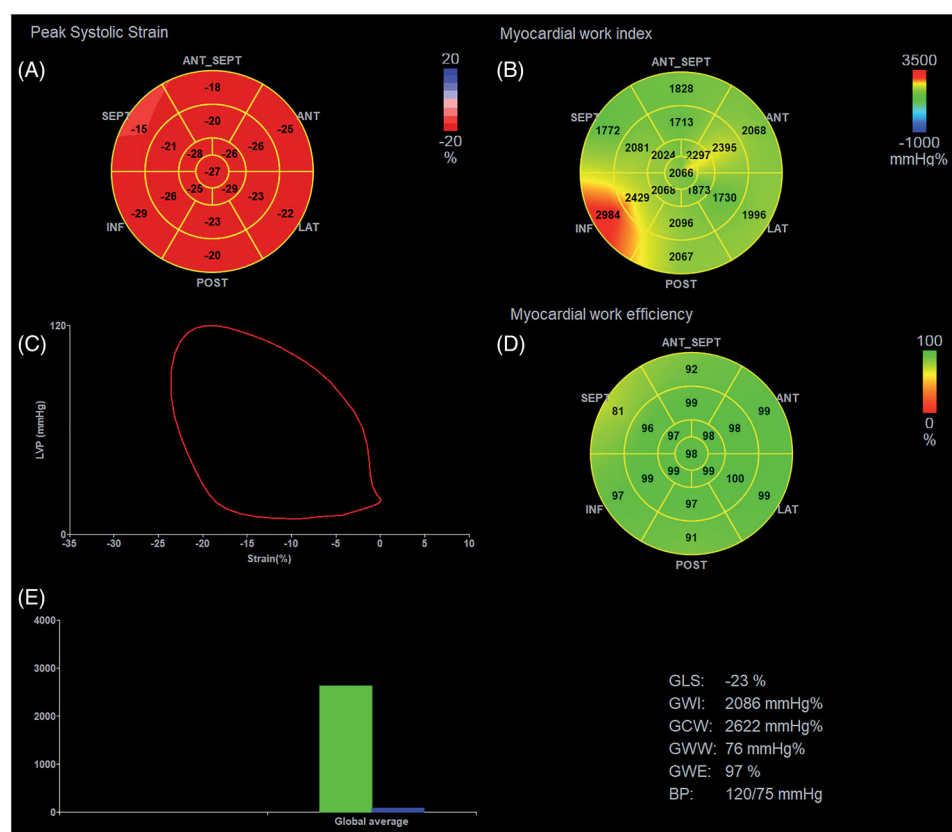 Peak Systolic Strain
(A)
ANT_SEPT
SEPT
ANT
INF
LAT
POST
-18
-15
-25
-20
-21
-26
-28
-26
-27
-25
-29
-26
-23
-29
-22
-23
-20
20
-20
%
Myocardial work index
(B)
ANT_SEPT
SEPT
ANT
INF
LAT
POST
1828
1772
2068
1713
2081
2395
2024
2297
2066
2068
1873
2429
1730
2984
1996
2096
2067
3500
-1000
mmHg%
(C)
120
LVP (mmHg)
0
-35 -30 -25 -20 -15 -10 -5 0 5 10
Strain(%)
Myocardial work efficiency
(D)
ANT_SEPT
SEPT
ANT
INF
LAT
POST
92
81
99
99
96
98
97
98
98
99
99
99
100
97
99
97
91
100
0
%
(E)
4000
3000
2000
1000
0
Global average
GLS: -23 %
GWI: 2086 mmHg%
GCW: 2622 mmHg%
GWW: 76 mmHg%
GWE: 97 %
BP: 120/75 mmHg